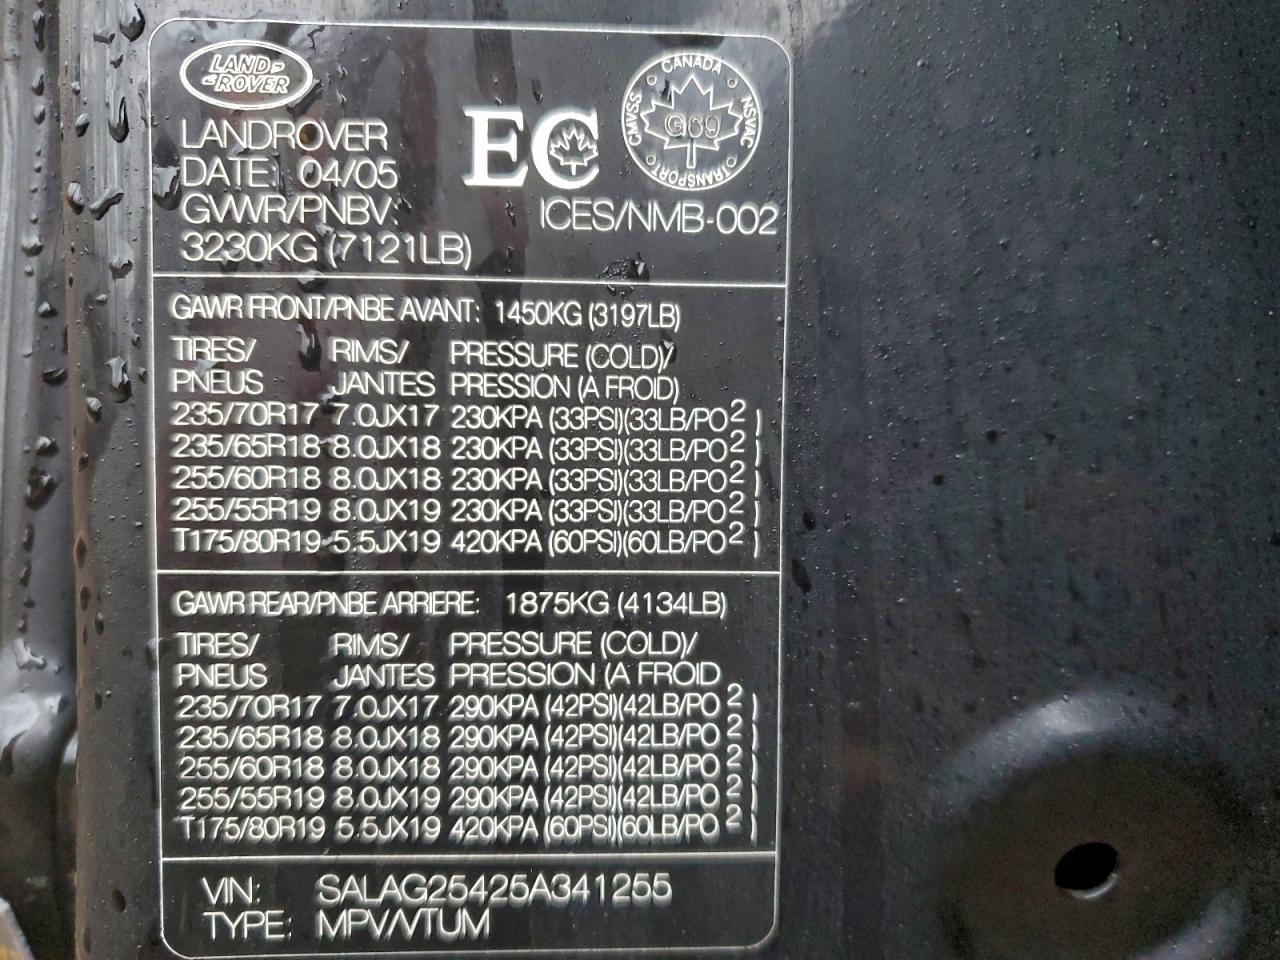 LAND-
-ROVER
LANDROVER
DATE: 04/05
GVWR/PNBV:
3230KG (7121LB)
EC
CANADA
CMVSS
NSVAC
G69
TRANSPORT
ICES/NMB-002
GAWR FRONT/PNBE AVANT: 1450KG (3197LB)
TIRES/ RIMS/ PRESSURE (COLD)/
PNEUS JANTES PRESSION (A FROID)
235/70R17 7.0JX17 230KPA (33PSI)(33LB/PO²)
235/65R18 8.0JX18 230KPA (33PSI)(33LB/PO²)
255/60R18 8.0JX18 230KPA (33PSI)(33LB/PO²)
255/55R19 8.0JX19 230KPA (33PSI)(33LB/PO²)
T175/80R19 5.5JX19 420KPA (60PSI)(60LB/PO²)
GAWR REAR/PNBE ARRIERE: 1875KG (4134LB)
TIRES/ RIMS/ PRESSURE (COLD)/
PNEUS JANTES PRESSION (A FROID
235/70R17 7.0JX17 290KPA (42PSI)(42LB/PO²)
235/65R18 8.0JX18 290KPA (42PSI)(42LB/PO²)
255/60R18 8.0JX18 290KPA (42PSI)(42LB/PO²)
255/55R19 8.0JX19 290KPA (42PSI)(42LB/PO²)
T175/80R19 5.5JX19 420KPA (60PSI)(60LB/PO²)
VIN: SALAG25425A341255
TYPE: MPV/VTUM